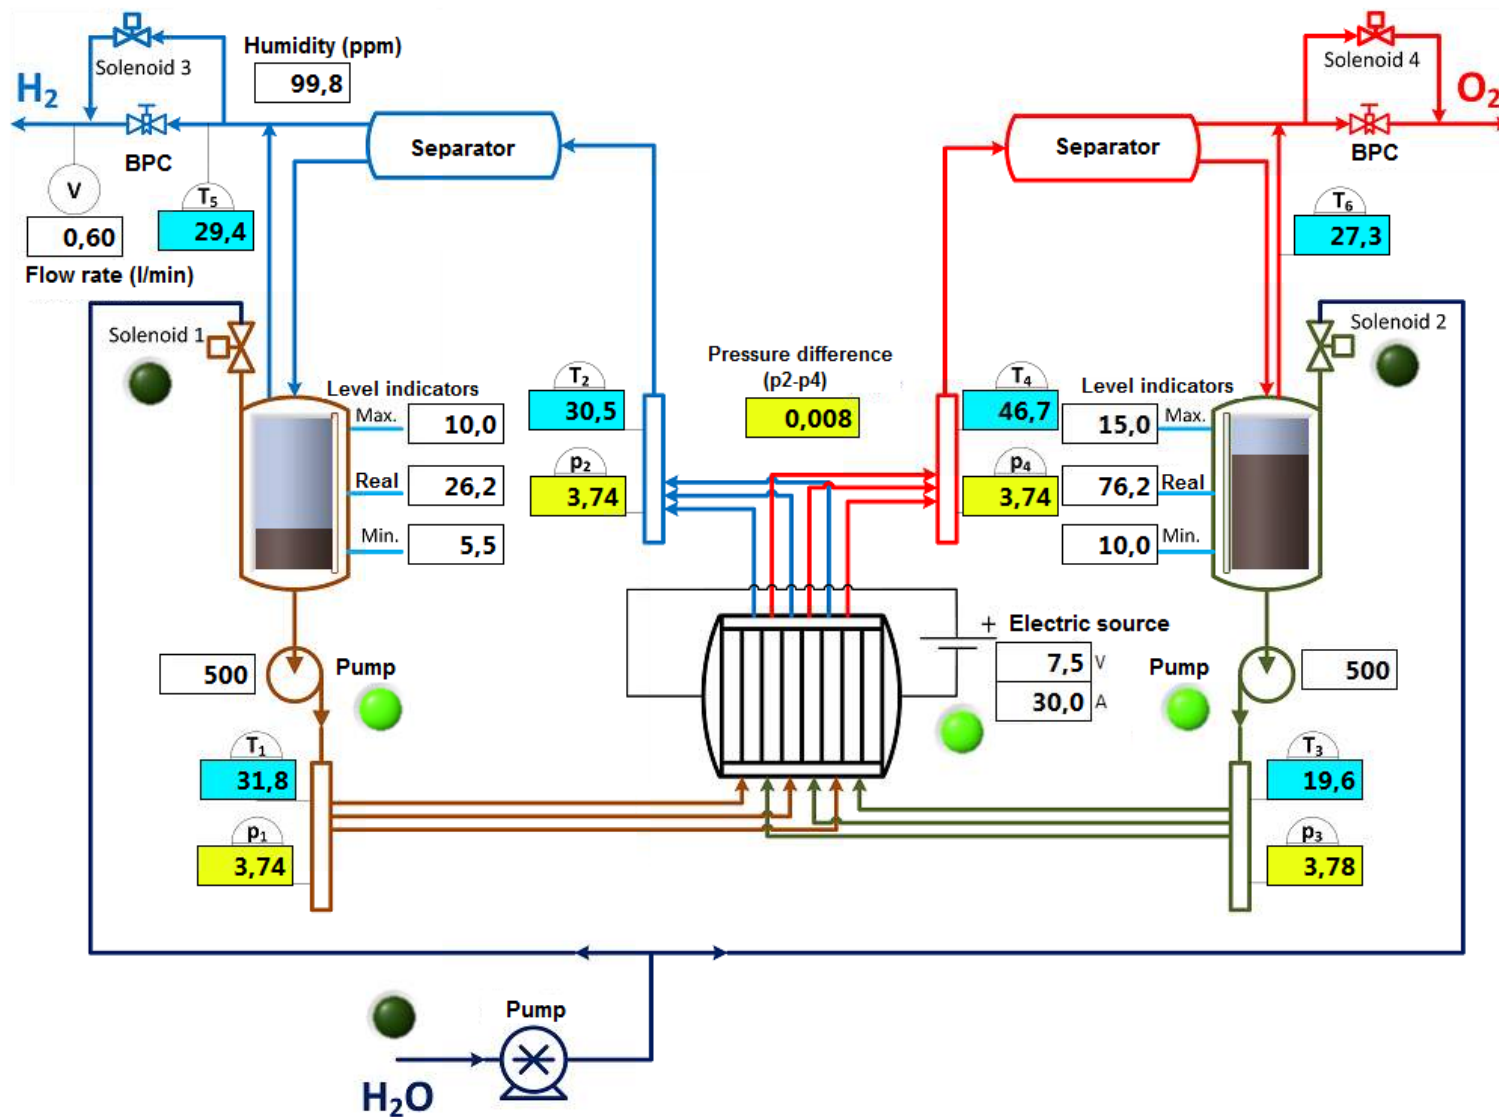 Solenoid 3
Humidity (ppm)
99,8
H₂
BPC
V
0,60
Flow rate (l/min)
T₅
29,4
Separator
Separator
Solenoid 4
O₂
BPC
T₆
27,3
Solenoid 1
Solenoid 2
Level indicators
Max.
10,0
Real
26,2
Min.
5,5
T₂
30,5
p₂
3,74
Pressure difference
(p2-p4)
0,008
T₄
46,7
p₄
3,74
Level indicators
15,0
Max.
76,2
Real
10,0
Min.
500
Pump
+
Electric source
7,5 V
30,0 A
Pump
500
T₁
31,8
p₁
3,74
T₃
19,6
p₃
3,78
Pump
H₂O